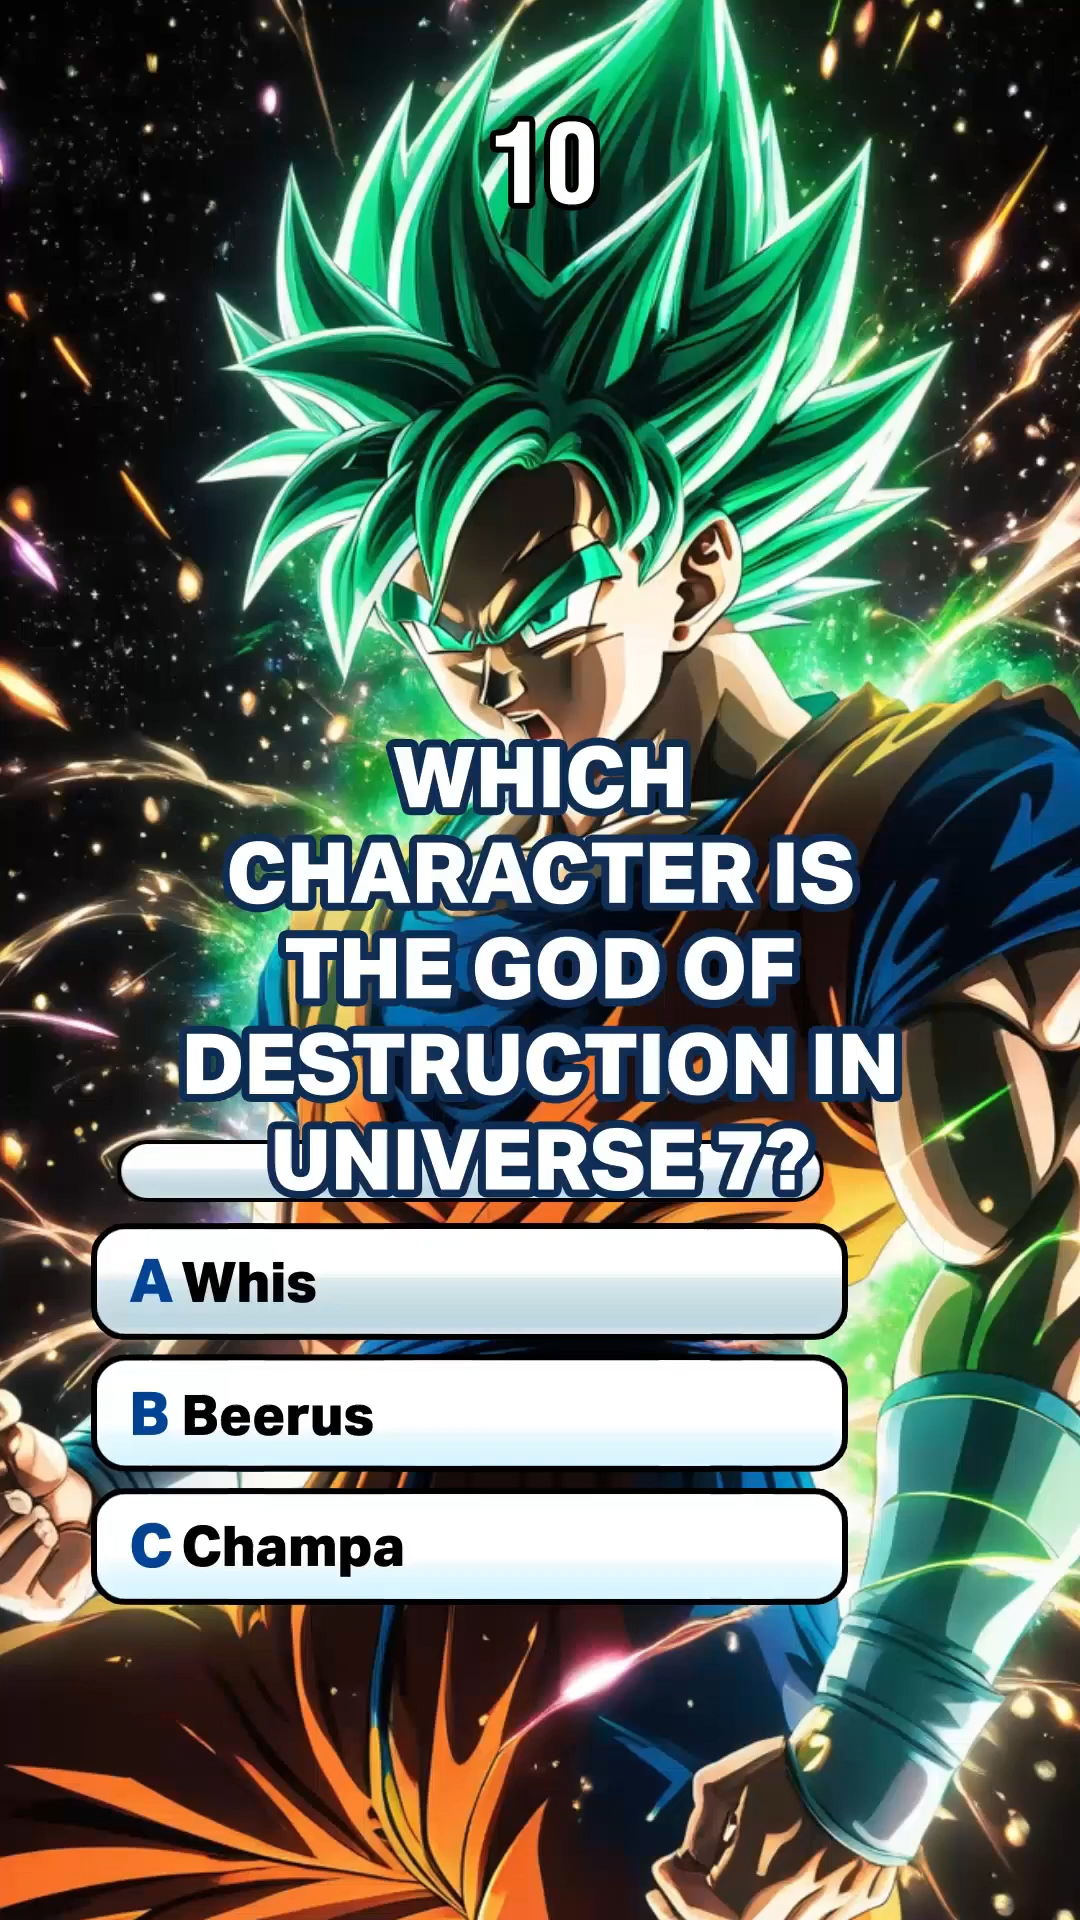 10
WHICH
CHARACTER IS
THE GOD OF
DESTRUCTION IN
UNIVERSE 7?
A Whis
B Beerus
C Champa